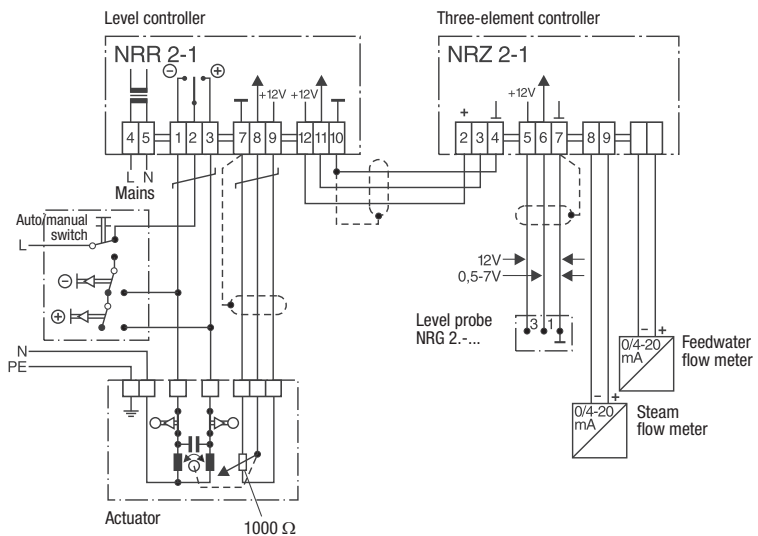 Level controller
Three-element controller
NRR 2-1
NRZ 2-1
⊖ ⊕
+12V +12V
+12V
+
4 5 1 2 3 7 8 9 12 11 10
2 3 4 5 6 7 8 9
L N
Mains
Auto/manual
switch
L
⊖
⊕
12V
0,5-7V
Level probe
NRG 2.-...
3 1
N
PE
– +
0/4-20
mA
Feedwater
flow meter
– +
0/4-20
mA
Steam
flow meter
Actuator
1000 Ω